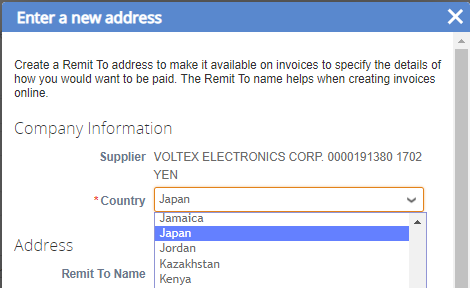 Enter a new address
Create a Remit To address to make it available on invoices to specify the details of
how you would want to be paid. The Remit To name helps when creating invoices
online.
Company Information
Supplier VOLTEX ELECTRONICS CORP. 0000191380 1702
YEN
* Country Japan
Jamaica
Japan
Jordan
Kazakhstan
Kenya
Address
Remit To Name